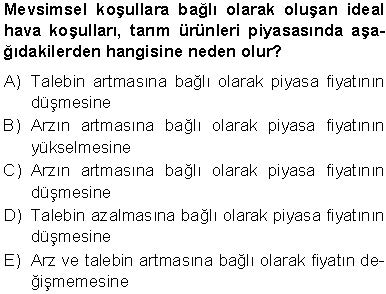 Mevsimsel koşullara bağlı olarak oluşan ideal
hava koşulları, tarım ürünleri piyasasında aşa-
ğıdakilerden hangisine neden olur?
A) Talebin artmasına bağlı olarak piyasa fiyatının
düşmesine
B) Arzın artmasına bağlı olarak piyasa fiyatının
yükselmesine
C) Arzın artmasına bağlı olarak piyasa fiyatının
düşmesine
D) Talebin azalmasına bağlı olarak piyasa fiyatının
düşmesine
E) Arz ve talebin artmasına bağlı olarak fiyatın de-
ğişmemesine